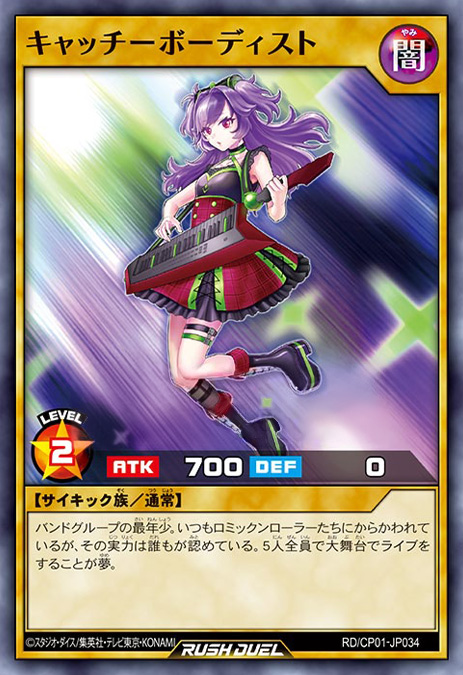 キャッチーボーディスト
やみ
闇
LEVEL
2
ATK 700 DEF 0
【サイキック族／通常】
バンドグループの最年少。いつもロミックンローラーたちにからかわれて
いるが、その実力は誰もが認めている。5人全員で大舞台でライブを
することが夢。
©スタジオ・ダイス/集英社・テレビ東京・KONAMI
RUSH DUEL
RD/CP01-JP034